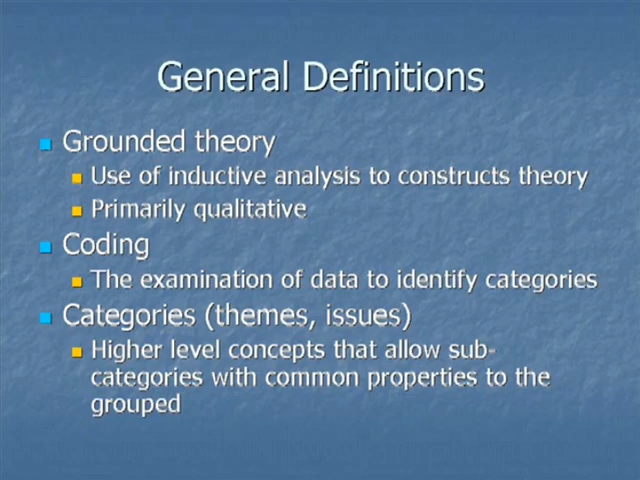 General Definitions
Grounded theory
Use of inductive analysis to constructs theory
Primarily qualitative
Coding
The examination of data to identify categories
Categories (themes, issues)
Higher level concepts that allow sub-
categories with common properties to the
grouped